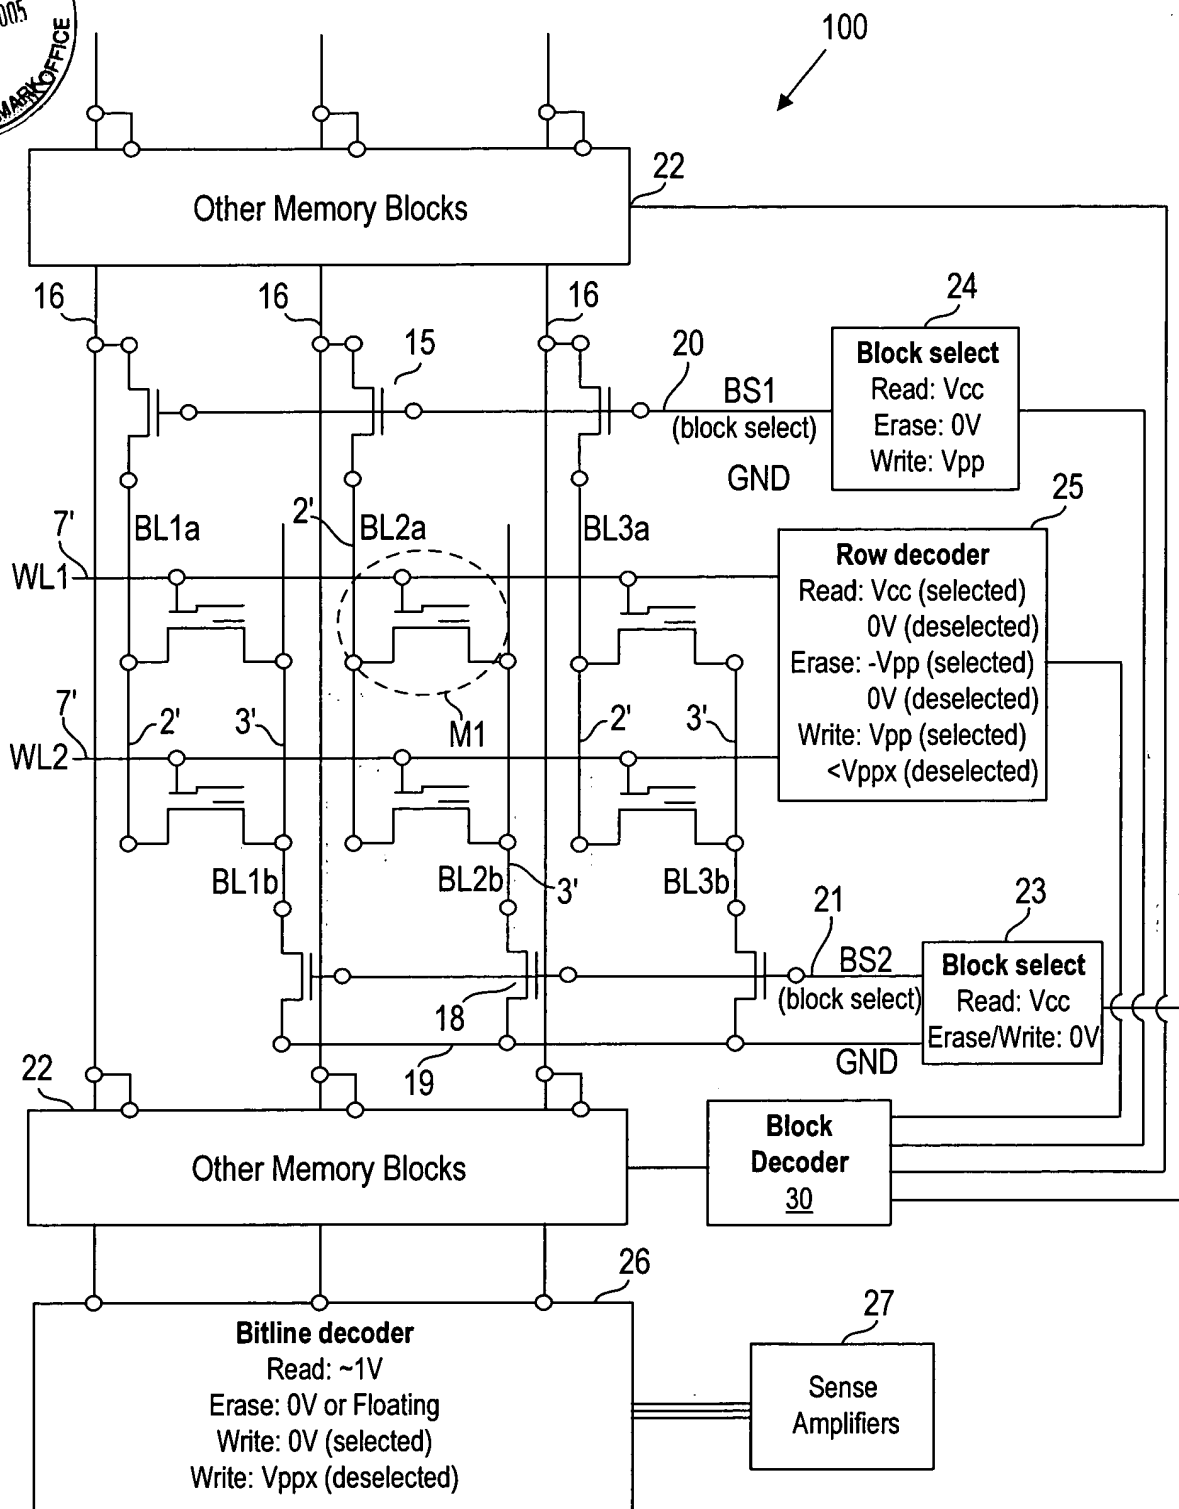 005
MARK OFFICE
100
Other Memory Blocks
22
16
16
16
24
Block select
Read: Vcc
Erase: 0V
Write: Vpp
15
20
BS1
(block select)
GND
25
Row decoder
Read: Vcc (selected)
0V (deselected)
Erase: -Vpp (selected)
0V (deselected)
Write: Vpp (selected)
<Vppx (deselected)
7'
WL1
BL1a
2'
BL2a
BL3a
M1
7'
WL2
2'
3'
2'
3'
BL1b
BL2b
3'
BL3b
21
BS2
(block select)
23
Block select
Read: Vcc
Erase/Write: 0V
18
19
GND
22
Other Memory Blocks
Block
Decoder
30
26
Bitline decoder
Read: ~1V
Erase: 0V or Floating
Write: 0V (selected)
Write: Vppx (deselected)
27
Sense
Amplifiers